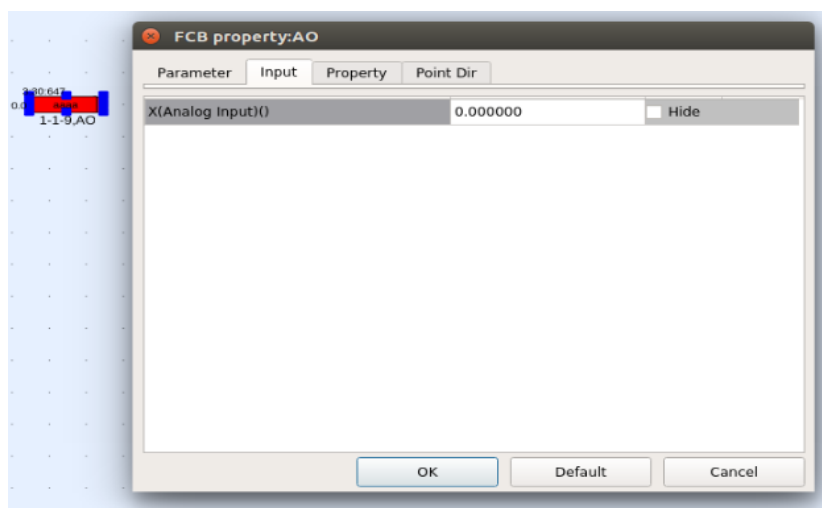 FCB property:AO
Parameter Input Property Point Dir
X(Analog Input)() 0.000000 Hide
1-1-9,AO
OK Default Cancel